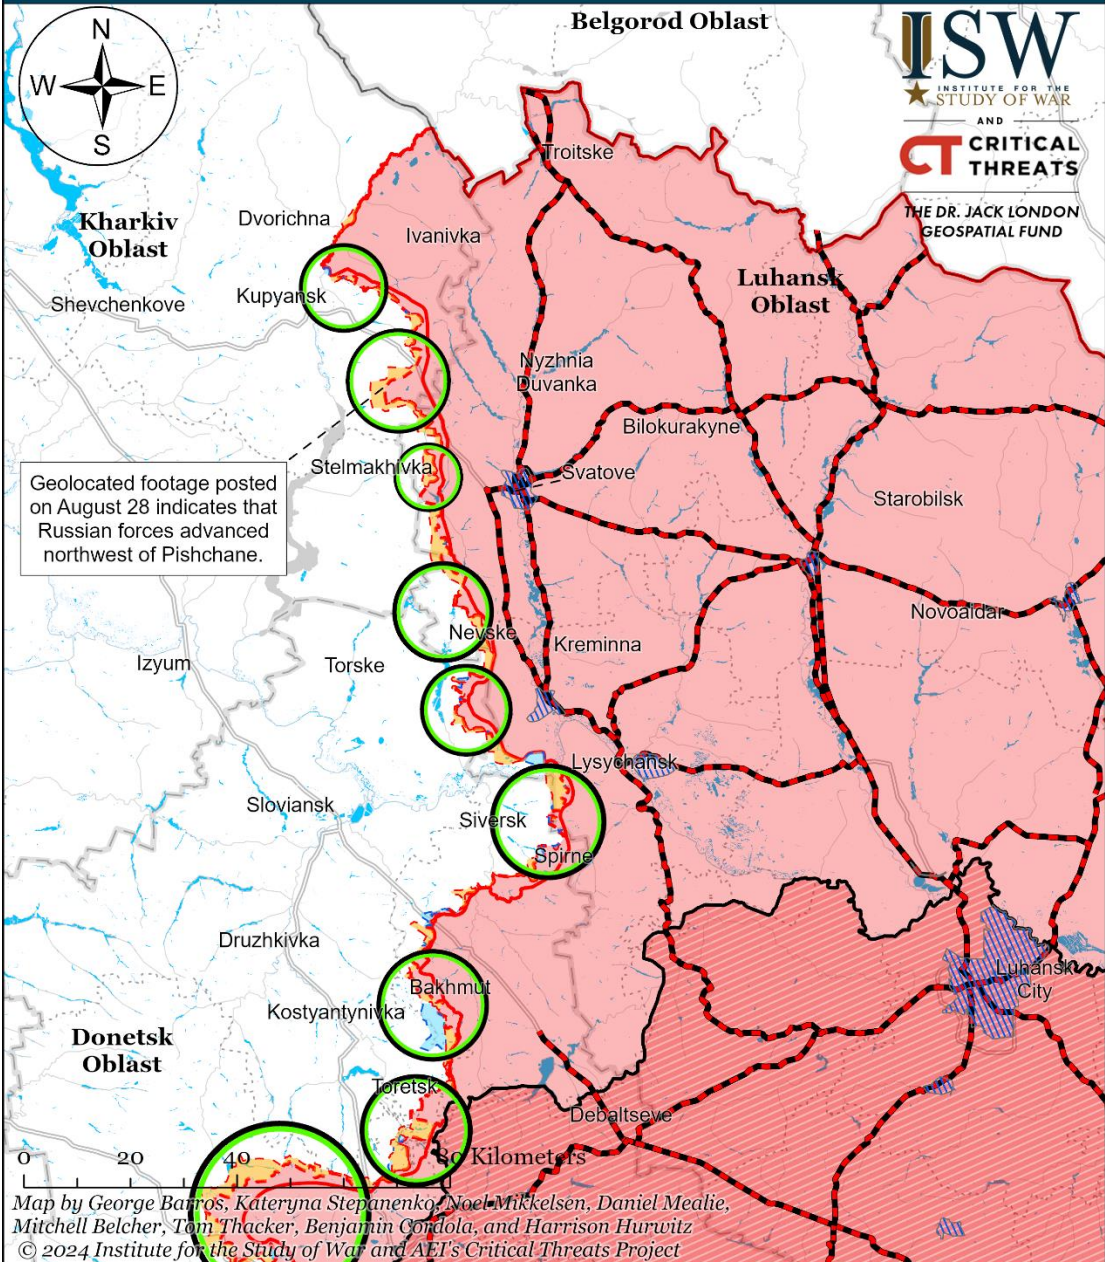 Belgorod Oblast
ISW
INSTITUTE FOR THE
STUDY OF WAR
AND
CT CRITICAL
THREATS
THE DR. JACK LONDON
GEOSPATIAL FUND
N
W E
S
Troitske
Kharkiv
Oblast
Dvorichna
Ivanivka
Shevchenkove
Kupyansk
Luhansk
Oblast
Nyzhnia
Duvanka
Bilokurakyne
Stelmakhivka
Svatove
Starobilsk
Geolocated footage posted
on August 28 indicates that
Russian forces advanced
northwest of Pishchane.
Novoaidar
Nevske
Kreminna
Izyum
Torske
Lysychansk
Sloviansk
Siversk
Spirne
Druzhkivka
Luhansk
City
Bakhmut
Kostyantynivka
Donetsk
Oblast
Toretsk
Debaltseve
0 20 40 80 Kilometers
Map by George Barros, Kateryna Stepanenko, Noel Mikkelsen, Daniel Mealie,
Mitchell Belcher, Tom Thacker, Benjamin Cordola, and Harrison Hurwitz
© 2024 Institute for the Study of War and AEI's Critical Threats Project